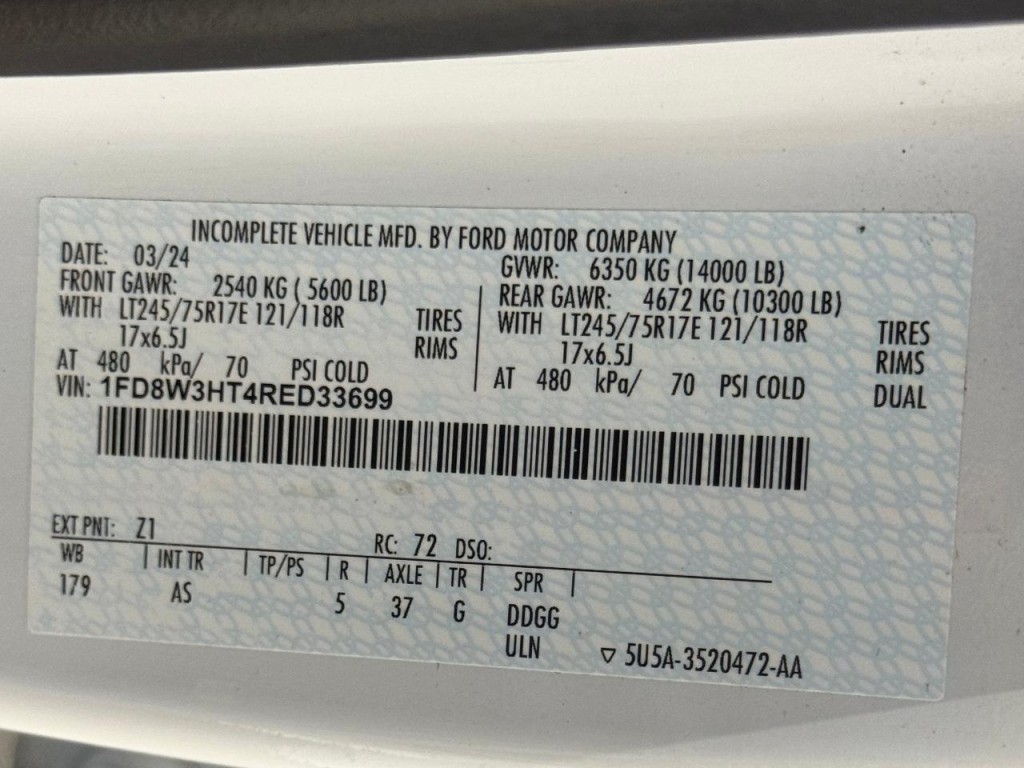 INCOMPLETE VEHICLE MFD. BY FORD MOTOR COMPANY
DATE: 03/24 GVWR: 6350 KG (14000 LB)
FRONT GAWR: 2540 KG ( 5600 LB) REAR GAWR: 4672 KG (10300 LB)
WITH LT245/75R17E 121/118R TIRES WITH LT245/75R17E 121/118R TIRES
17x6.5J RIMS 17x6.5J RIMS
AT 480 kPa/ 70 PSI COLD AT 480 kPa/ 70 PSI COLD DUAL
VIN: 1FD8W3HT4RED33699
EXT PNT: Z1 RC: 72 DSO:
WB INT TR TP/PS R AXLE TR SPR
179 AS 5 37 G DDGG
ULN ▽ 5U5A-3520472-AA